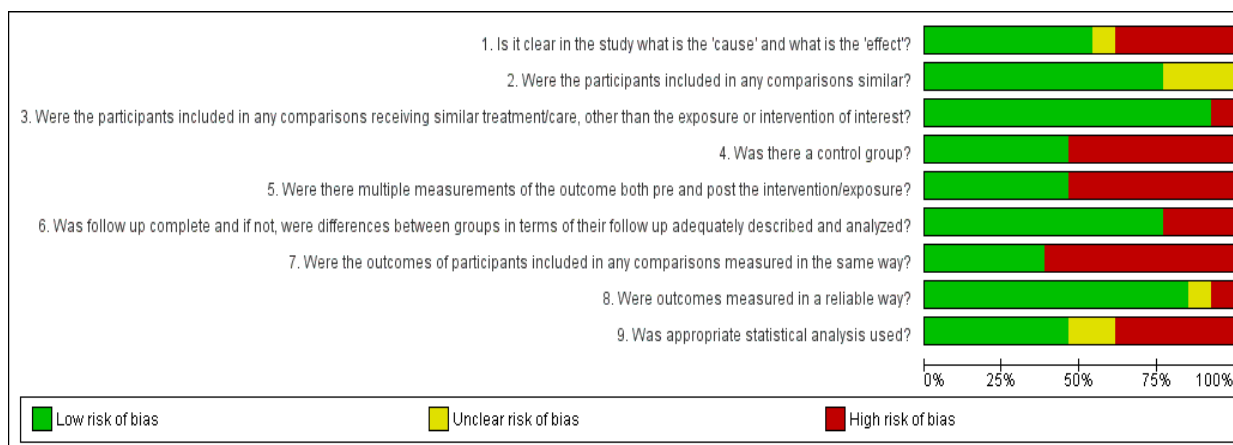 1. Is it clear in the study what is the 'cause' and what is the 'effect'?
2. Were the participants included in any comparisons similar?
3. Were the participants included in any comparisons receiving similar treatment/care, other than the exposure or intervention of interest?
4. Was there a control group?
5. Were there multiple measurements of the outcome both pre and post the intervention/exposure?
6. Was follow up complete and if not, were differences between groups in terms of their follow up adequately described and analyzed?
7. Were the outcomes of participants included in any comparisons measured in the same way?
8. Were outcomes measured in a reliable way?
9. Was appropriate statistical analysis used?
0% 25% 50% 75% 100%
Low risk of bias Unclear risk of bias High risk of bias